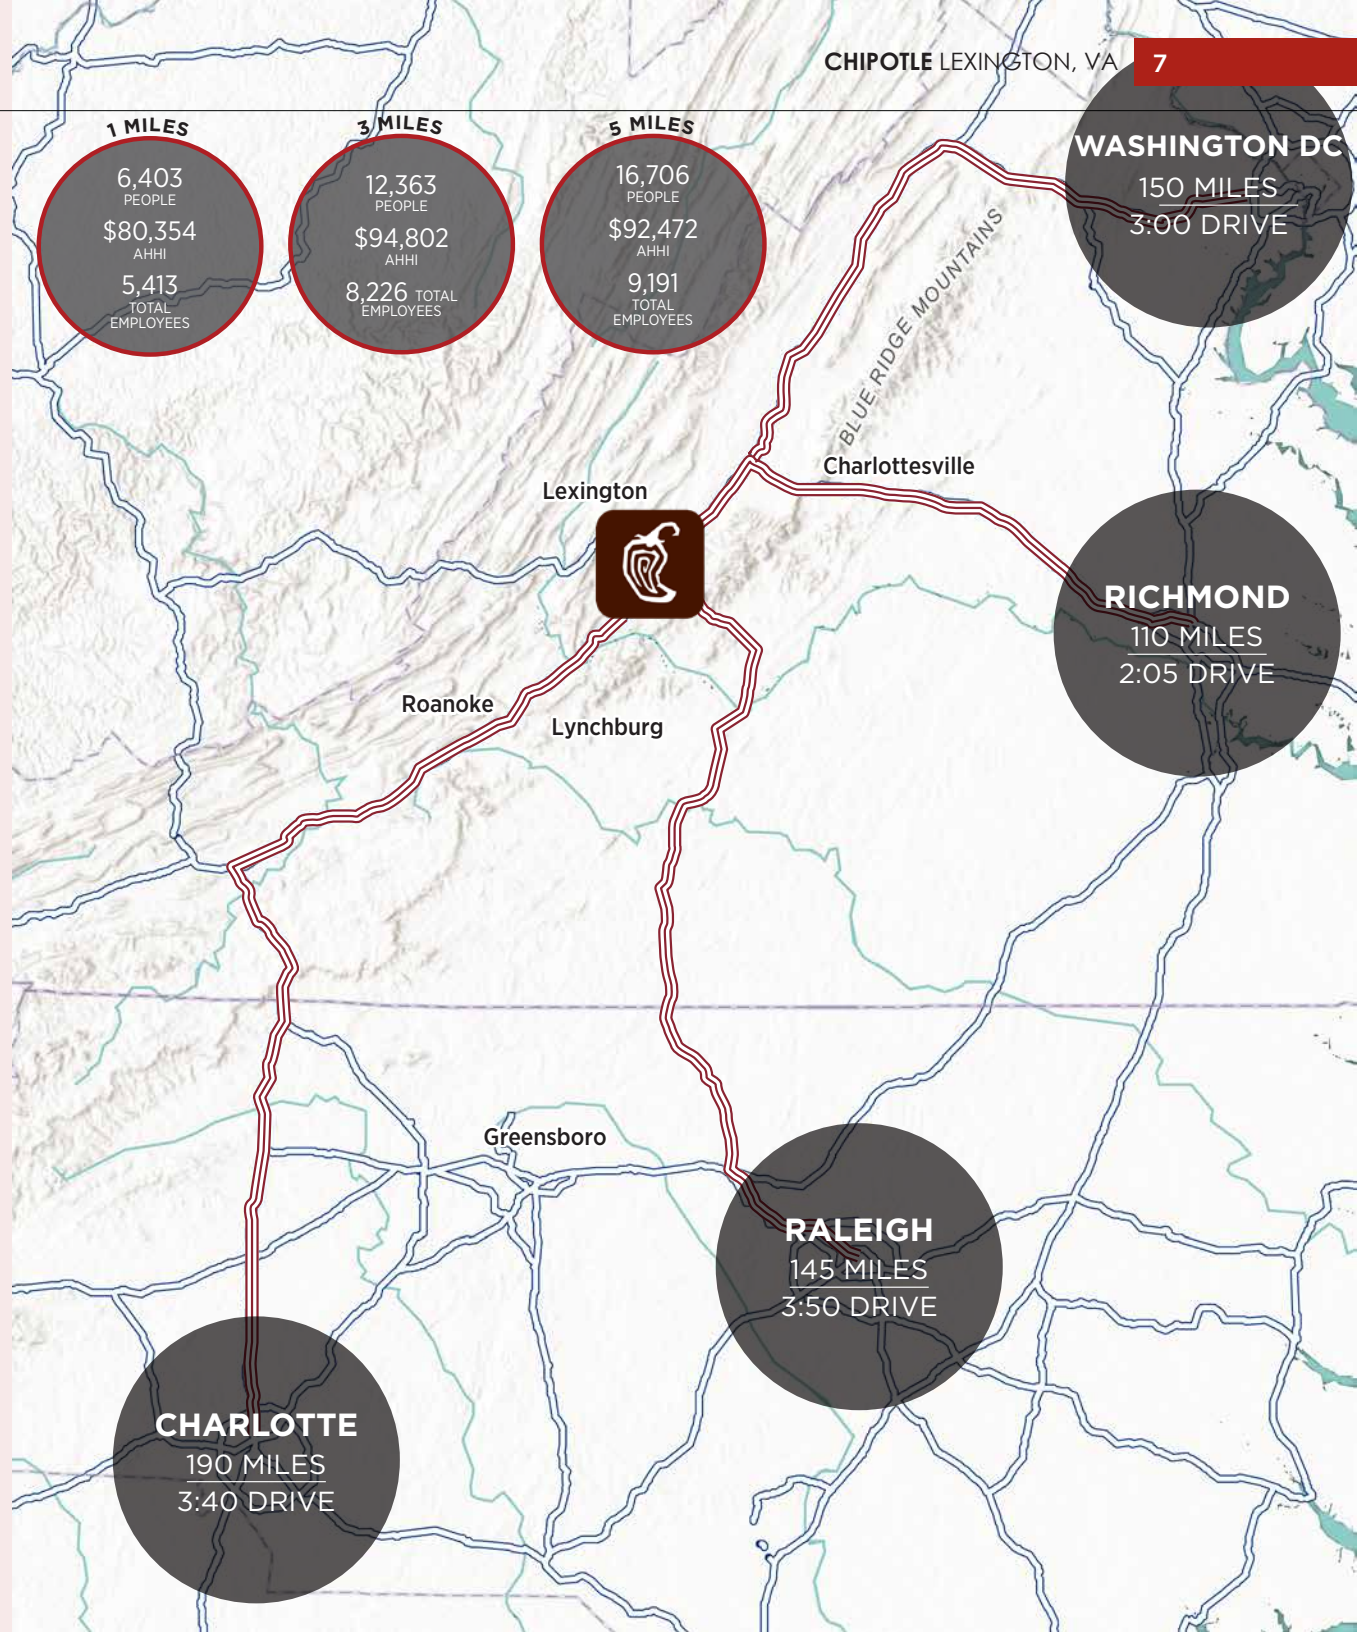 CHIPOTLE LEXINGTON, VA
7
1 MILES
6,403
PEOPLE
$80,354
AHHI
5,413
TOTAL
EMPLOYEES
3 MILES
12,363
PEOPLE
$94,802
AHHI
8,226 TOTAL
EMPLOYEES
5 MILES
16,706
PEOPLE
$92,472
AHHI
9,191
TOTAL
EMPLOYEES
WASHINGTON DC
150 MILES
3:00 DRIVE
BLUE RIDGE MOUNTAINS
Charlottesville
Lexington
RICHMOND
110 MILES
2:05 DRIVE
Roanoke
Lynchburg
Greensboro
RALEIGH
145 MILES
3:50 DRIVE
CHARLOTTE
190 MILES
3:40 DRIVE